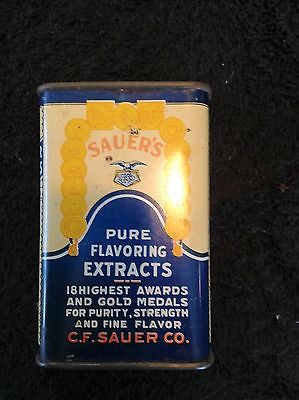 SAUER'S
PURE
FLAVORING
EXTRACTS
18 HIGHEST AWARDS
AND GOLD MEDALS
FOR PURITY, STRENGTH
AND FINE FLAVOR
C.F. SAUER CO.